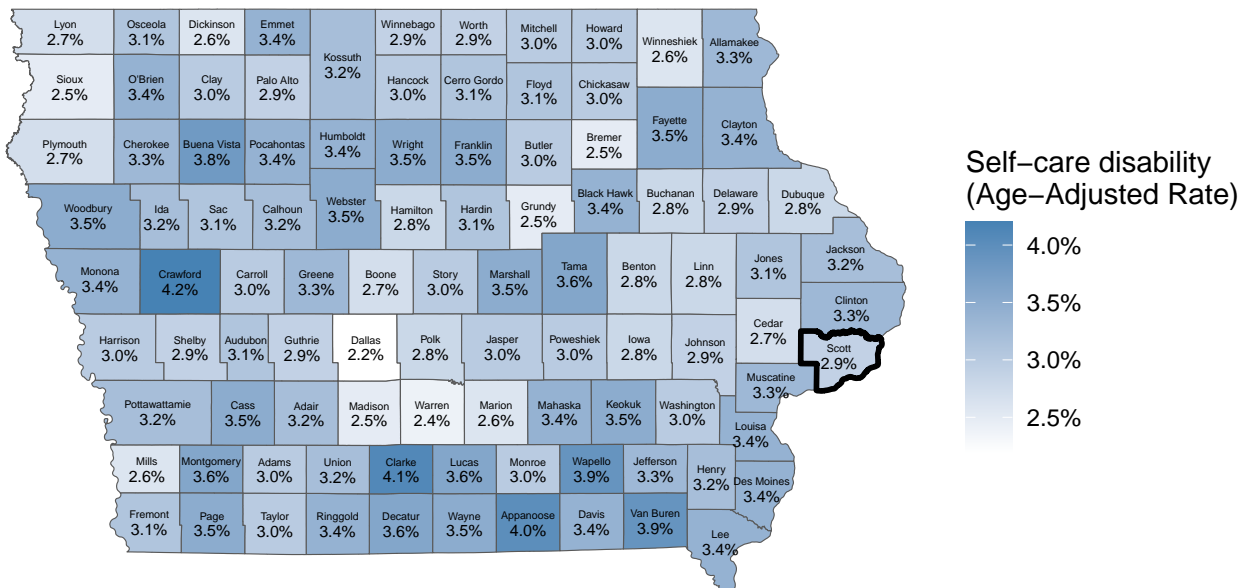 Lyon
2.7%
Osceola
3.1%
Dickinson
2.6%
Emmet
3.4%
Kossuth
3.2%
Winnebago
2.9%
Worth
2.9%
Mitchell
3.0%
Howard
3.0%
Winneshiek
2.6%
Allamakee
3.3%
Sioux
2.5%
O'Brien
3.4%
Clay
3.0%
Palo Alto
2.9%
Hancock
3.0%
Cerro Gordo
3.1%
Floyd
3.1%
Chickasaw
3.0%
Fayette
3.5%
Clayton
3.4%
Plymouth
2.7%
Cherokee
3.3%
Buena Vista
3.8%
Pocahontas
3.4%
Humboldt
3.4%
Wright
3.5%
Franklin
3.5%
Butler
3.0%
Bremer
2.5%
Woodbury
3.5%
Ida
3.2%
Sac
3.1%
Calhoun
3.2%
Webster
3.5%
Hamilton
2.8%
Hardin
3.1%
Grundy
2.5%
Black Hawk
3.4%
Buchanan
2.8%
Delaware
2.9%
Dubuque
2.8%
Monona
3.4%
Crawford
4.2%
Carroll
3.0%
Greene
3.3%
Boone
2.7%
Story
3.0%
Marshall
3.5%
Tama
3.6%
Benton
2.8%
Linn
2.8%
Jones
3.1%
Jackson
3.2%
Clinton
3.3%
Harrison
3.0%
Shelby
2.9%
Audubon
3.1%
Guthrie
2.9%
Dallas
2.2%
Polk
2.8%
Jasper
3.0%
Poweshiek
3.0%
Iowa
2.8%
Johnson
2.9%
Cedar
2.7%
Scott
2.9%
Muscatine
3.3%
Pottawattamie
3.2%
Cass
3.5%
Adair
3.2%
Madison
2.5%
Warren
2.4%
Marion
2.6%
Mahaska
3.4%
Keokuk
3.5%
Washington
3.0%
Louisa
3.4%
Mills
2.6%
Montgomery
3.6%
Adams
3.0%
Union
3.2%
Clarke
4.1%
Lucas
3.6%
Monroe
3.0%
Wapello
3.9%
Jefferson
3.3%
Henry
3.2%
Des Moines
3.4%
Fremont
3.1%
Page
3.5%
Taylor
3.0%
Ringgold
3.4%
Decatur
3.6%
Wayne
3.5%
Appanoose
4.0%
Davis
3.4%
Van Buren
3.9%
Lee
3.4%
Self−care disability
(Age−Adjusted Rate)
4.0%
3.5%
3.0%
2.5%